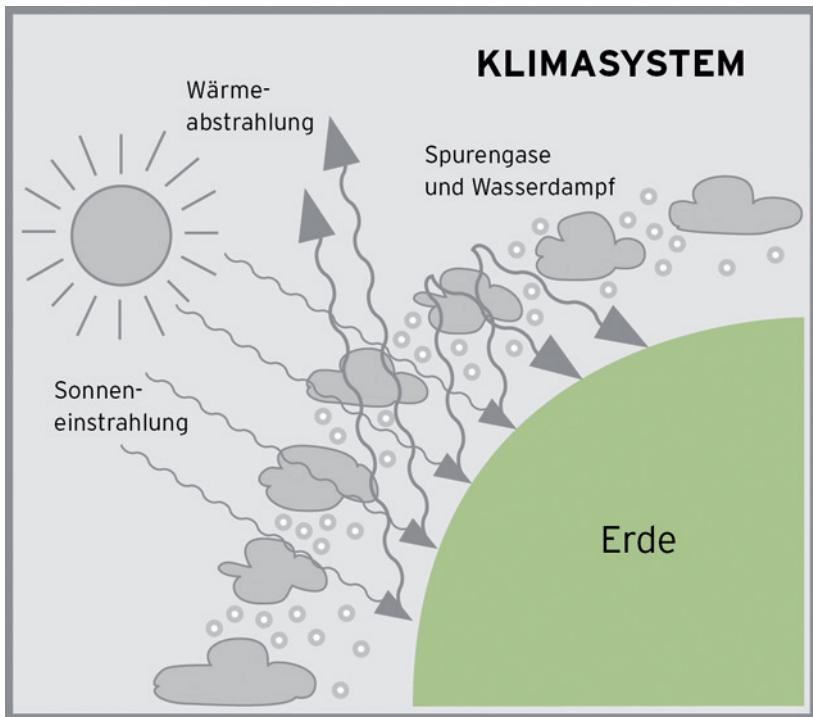 KLIMASYSTEM
Wärme-
abstrahlung
Spurengase
und Wasserdampf
Sonnen-
einstrahlung
Erde